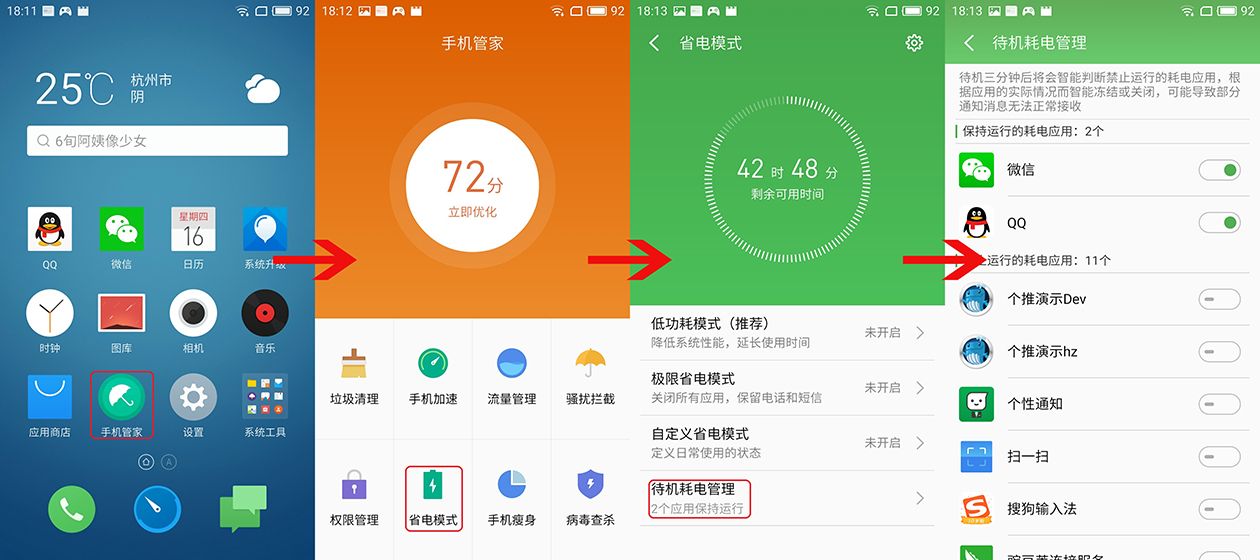 18:11
92
25℃
杭州市
阴
6旬阿姨像少女
QQ
微信
星期四
16
日历
系统升级
时钟
图库
相机
音乐
应用商店
手机管家
设置
系统工具
A
18:12
92
手机管家
72分
立即优化
垃圾清理
手机加速
流量管理
骚扰拦截
权限管理
省电模式
手机瘦身
病毒查杀
18:13
92
省电模式
42 时 48 分
剩余可用时间
低功耗模式（推荐）
降低系统性能，延长使用时间
未开启
极限省电模式
关闭所有应用，保留电话和短信
未开启
自定义省电模式
定义日常使用的状态
未开启
待机耗电管理
2个应用保持运行
18:13
92
待机耗电管理
待机三分钟后将会智能判断禁止运行的耗电应用，根
据应用的实际情况而智能冻结或关闭，可能导致部分
通知消息无法正常接收
保持运行的耗电应用：2个
微信
QQ
止运行的耗电应用：11个
个推演示Dev
个推演示hz
个性通知
扫一扫
搜狗输入法